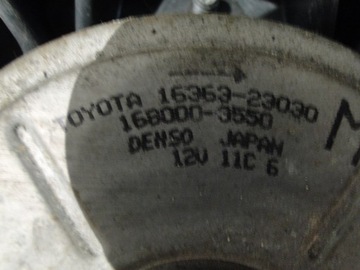 TOYOTA 16363-23030
168000-3550
DENSO JAPAN
12V 11C 6
M